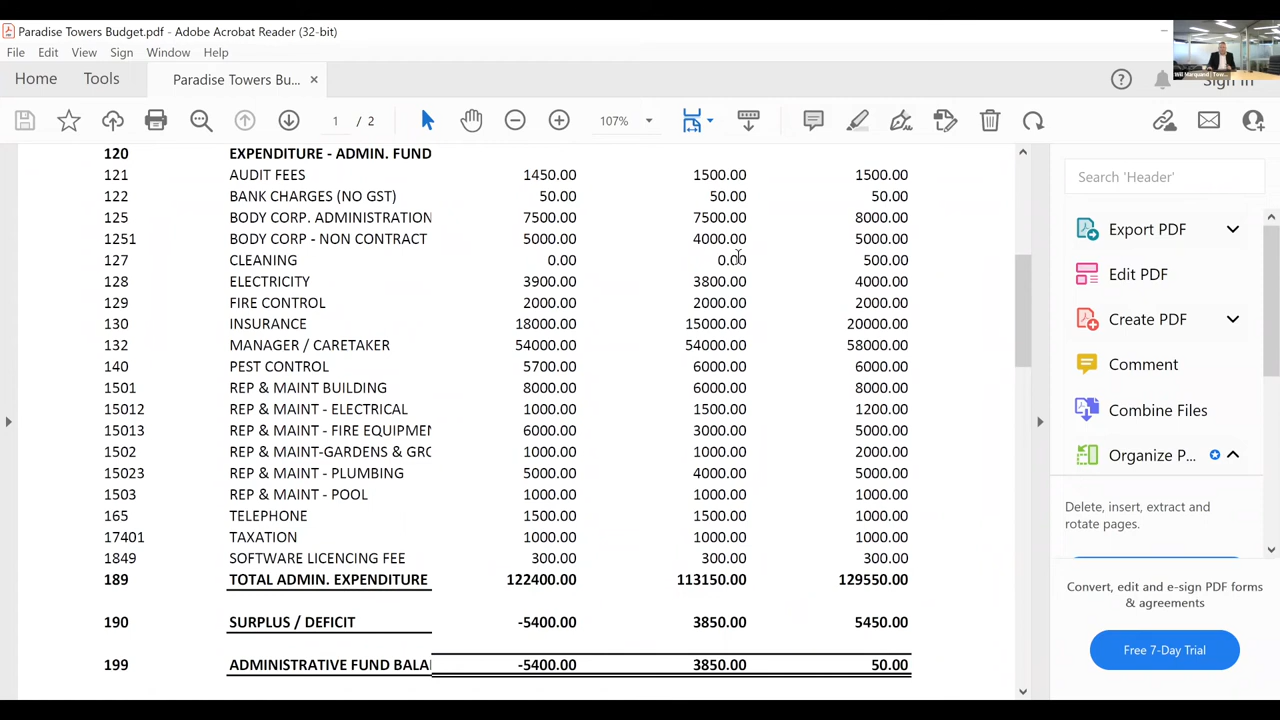 Paradise Towers Budget.pdf - Adobe Acrobat Reader (32-bit)
File Edit View Sign Window Help
Home Tools Paradise Towers Bu... × Sign In
1 / 2 107%
120 EXPENDITURE - ADMIN. FUND
121 AUDIT FEES 1450.00 1500.00 1500.00
122 BANK CHARGES (NO GST) 50.00 50.00 50.00
125 BODY CORP. ADMINISTRATION 7500.00 7500.00 8000.00
1251 BODY CORP - NON CONTRACT 5000.00 4000.00 5000.00
127 CLEANING 0.00 0.00 500.00
128 ELECTRICITY 3900.00 3800.00 4000.00
129 FIRE CONTROL 2000.00 2000.00 2000.00
130 INSURANCE 18000.00 15000.00 20000.00
132 MANAGER / CARETAKER 54000.00 54000.00 58000.00
140 PEST CONTROL 5700.00 6000.00 6000.00
1501 REP & MAINT BUILDING 8000.00 6000.00 8000.00
15012 REP & MAINT - ELECTRICAL 1000.00 1500.00 1200.00
15013 REP & MAINT - FIRE EQUIPMEN 6000.00 3000.00 5000.00
1502 REP & MAINT-GARDENS & GRO 1000.00 1000.00 2000.00
15023 REP & MAINT - PLUMBING 5000.00 4000.00 5000.00
1503 REP & MAINT - POOL 1000.00 1000.00 1000.00
165 TELEPHONE 1500.00 1500.00 1000.00
17401 TAXATION 1000.00 1000.00 1000.00
1849 SOFTWARE LICENCING FEE 300.00 300.00 300.00
189 TOTAL ADMIN. EXPENDITURE 122400.00 113150.00 129550.00
190 SURPLUS / DEFICIT -5400.00 3850.00 5450.00
199 ADMINISTRATIVE FUND BALA -5400.00 3850.00 50.00
Search 'Header'
Export PDF
Edit PDF
Create PDF
Comment
Combine Files
Organize P...
Delete, insert, extract and
rotate pages.
Convert, edit and e-sign PDF forms
& agreements
Free 7-Day Trial